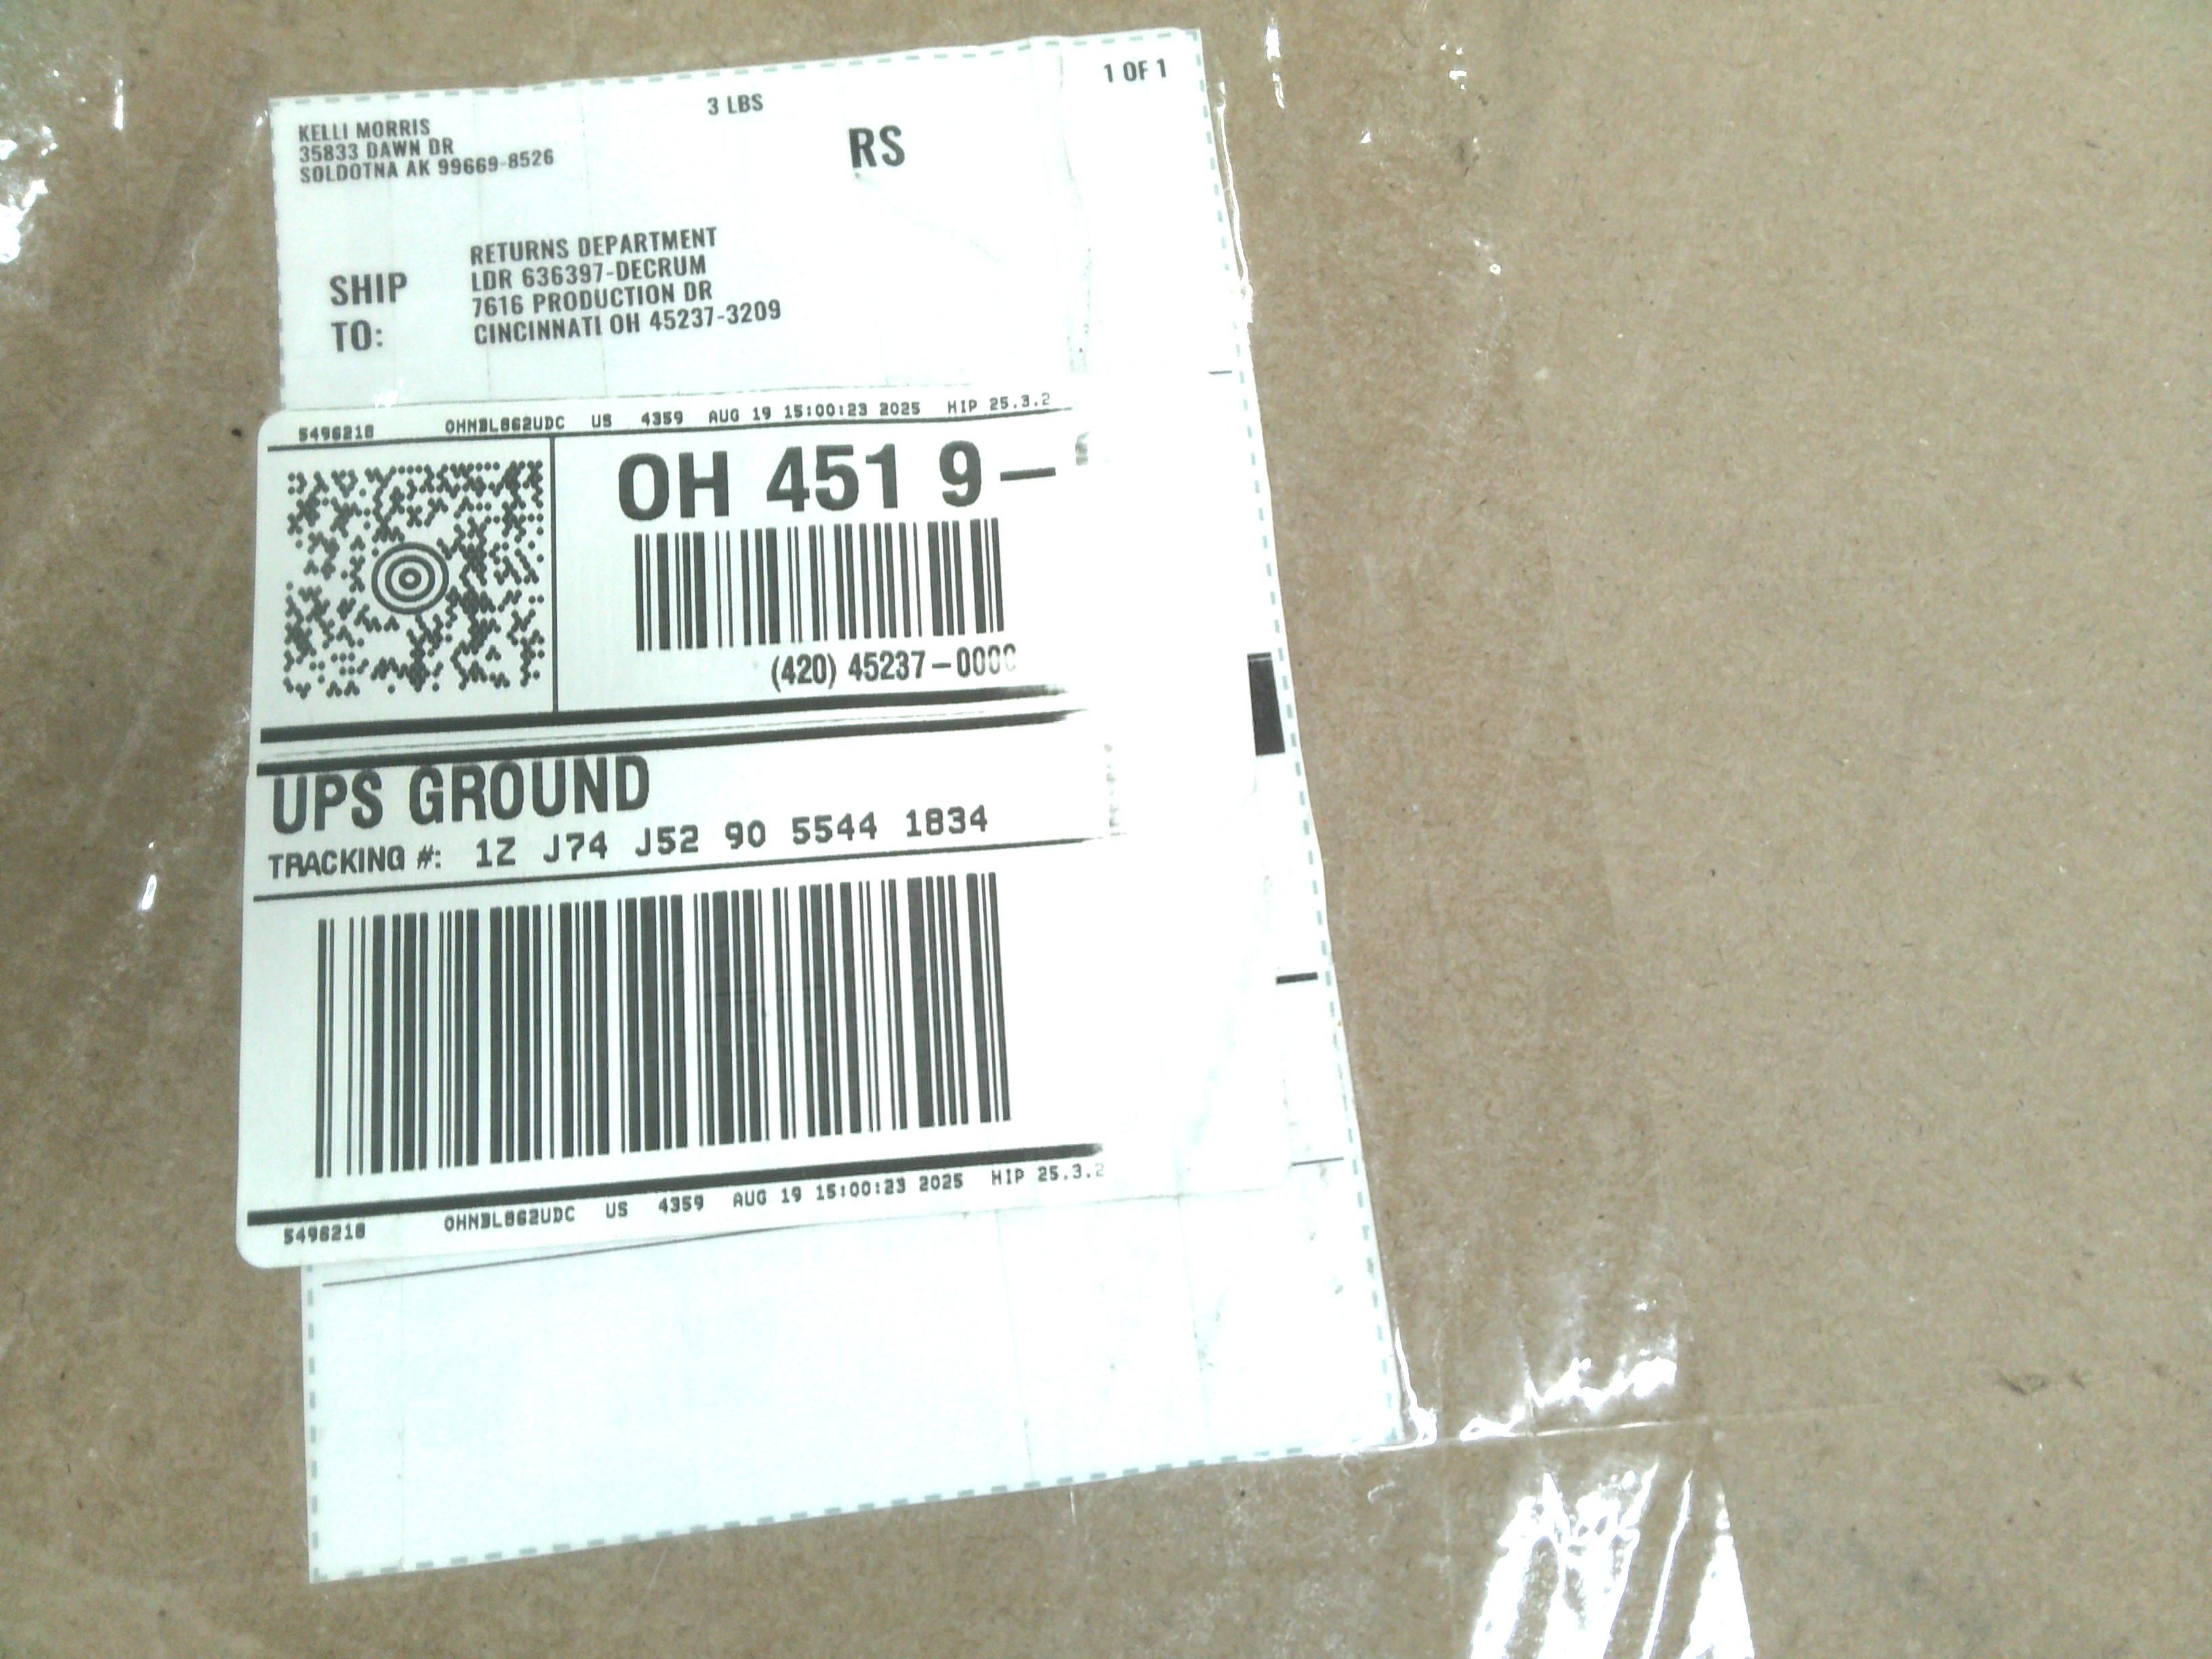 1 OF 1
3 LBS
RS
KELLI MORRIS
35833 DAWN DR
SOLDOTNA AK 99669-8526
SHIP TO:
RETURNS DEPARTMENT
LDR 636397-DECRUM
7616 PRODUCTION DR
CINCINNATI OH 45237-3209
5496218 OHNBL862UDC US 4359 AUG 19 15:00:23 2025 HIP 25.3.2
OH 451 9-
(420) 45237-0000
UPS GROUND
TRACKING #: 1Z J74 J52 90 5544 1834
5496218 OHNBL862UDC US 4359 AUG 19 15:00:23 2025 HIP 25.3.2